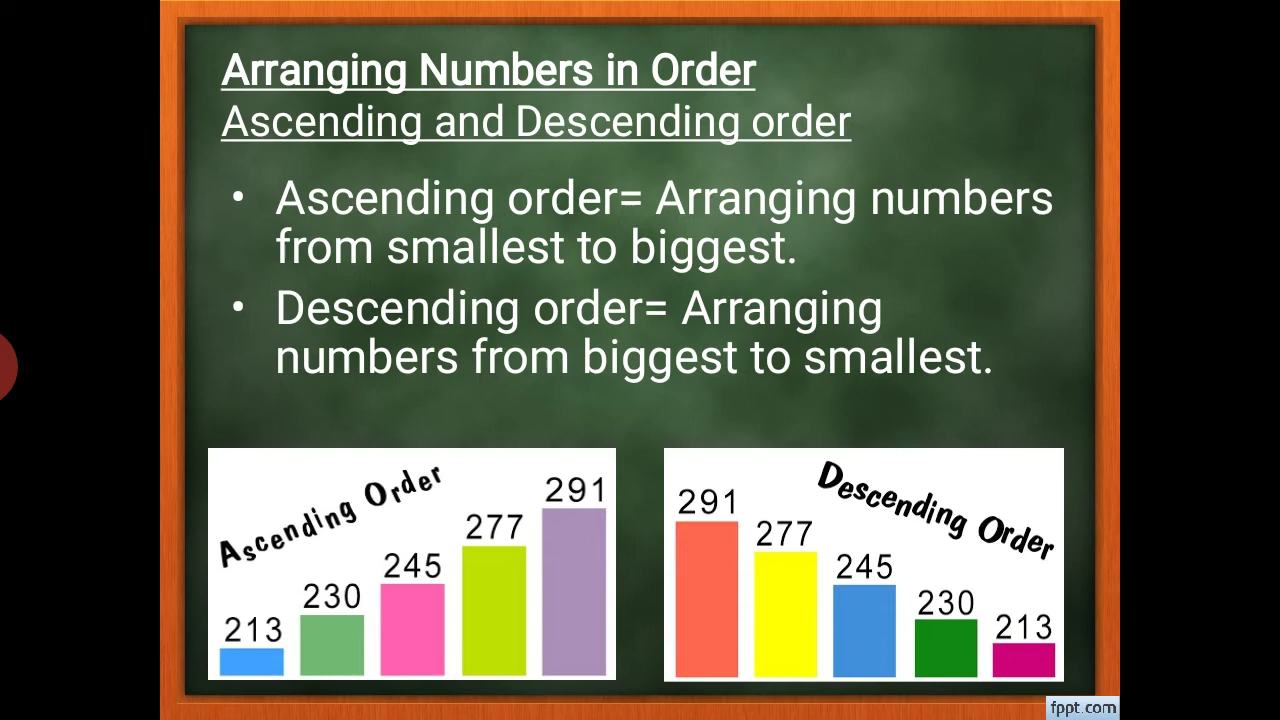 Arranging Numbers in Order
Ascending and Descending order
• Ascending order= Arranging numbers
from smallest to biggest.
• Descending order= Arranging
numbers from biggest to smallest.
Ascending Order
213
230
245
277
291
Descending Order
291
277
245
230
213
fppt.com